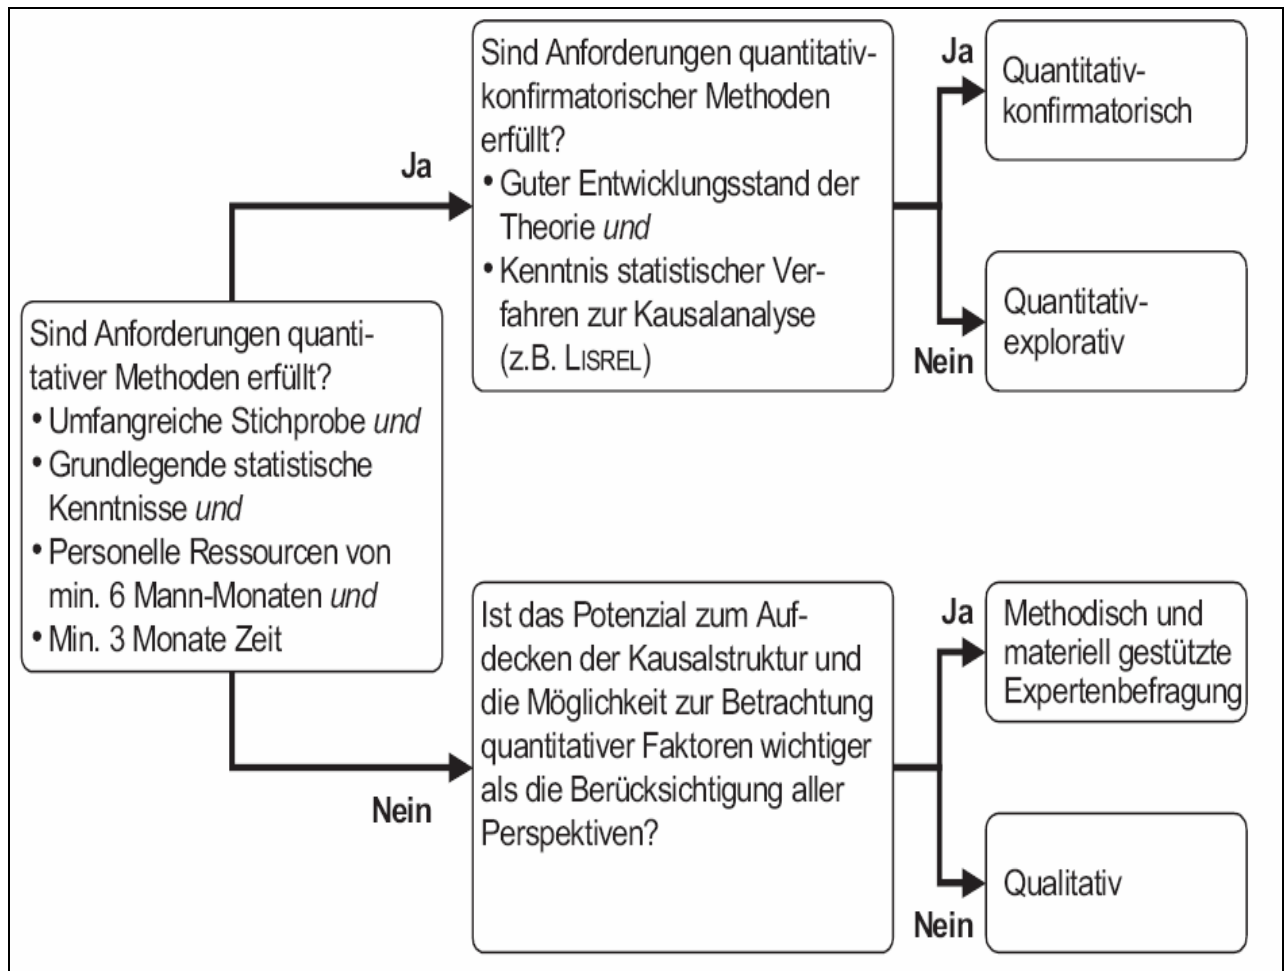 Sind Anforderungen quanti-
tativer Methoden erfüllt?
• Umfangreiche Stichprobe und
• Grundlegende statistische
Kenntnisse und
• Personelle Ressourcen von
min. 6 Mann-Monaten und
• Min. 3 Monate Zeit
Ja
Sind Anforderungen quantitativ-
konfirmatorischer Methoden
erfüllt?
• Guter Entwicklungsstand der
Theorie und
• Kenntnis statistischer Ver-
fahren zur Kausalanalyse
(z.B. LISREL)
Ja
Quantitativ-
konfirmatorisch
Nein
Quantitativ-
explorativ
Nein
Ist das Potenzial zum Auf-
decken der Kausalstruktur und
die Möglichkeit zur Betrachtung
quantitativer Faktoren wichtiger
als die Berücksichtigung aller
Perspektiven?
Ja
Methodisch und
materiell gestützte
Expertenbefragung
Nein
Qualitativ